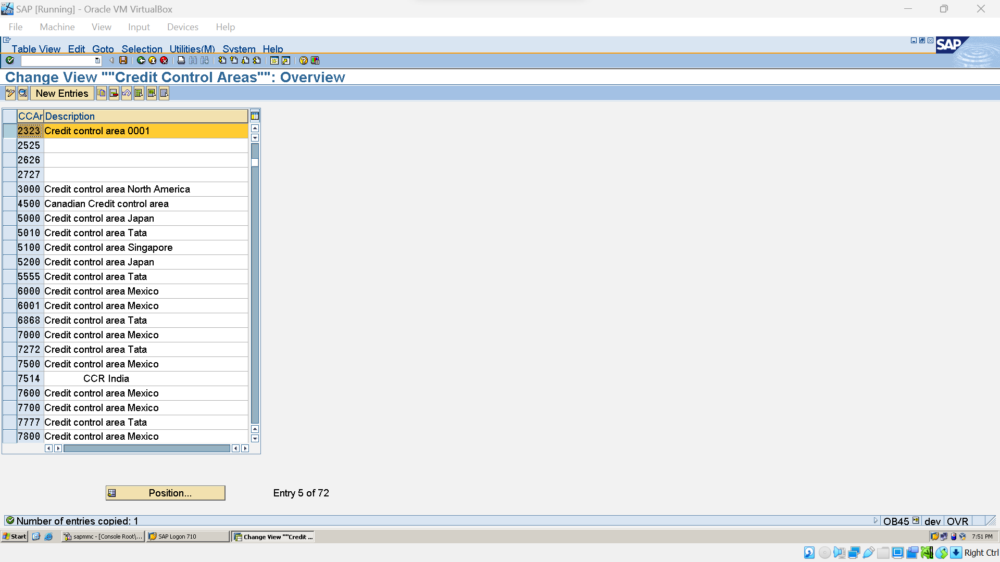 SAP [Running] - Oracle VM VirtualBox
File Machine View Input Devices Help
Table View Edit Goto Selection Utilities(M) System Help
SAP
Change View ""Credit Control Areas"": Overview
New Entries
CCAr Description
2323 Credit control area 0001
2525
2626
2727
3000 Credit control area North America
4500 Canadian Credit control area
5000 Credit control area Japan
5010 Credit control area Tata
5100 Credit control area Singapore
5200 Credit control area Japan
5555 Credit control area Tata
6000 Credit control area Mexico
6001 Credit control area Mexico
6868 Credit control area Tata
7000 Credit control area Mexico
7272 Credit control area Tata
7500 Credit control area Mexico
7514 CCR India
7600 Credit control area Mexico
7700 Credit control area Mexico
7777 Credit control area Tata
7800 Credit control area Mexico
Position... Entry 5 of 72
Number of entries copied: 1 OB45 dev OVR
Start sapmmc - [Console Root\... SAP Logon 710 Change View ""Credit ... 7:51 PM
Right Ctrl